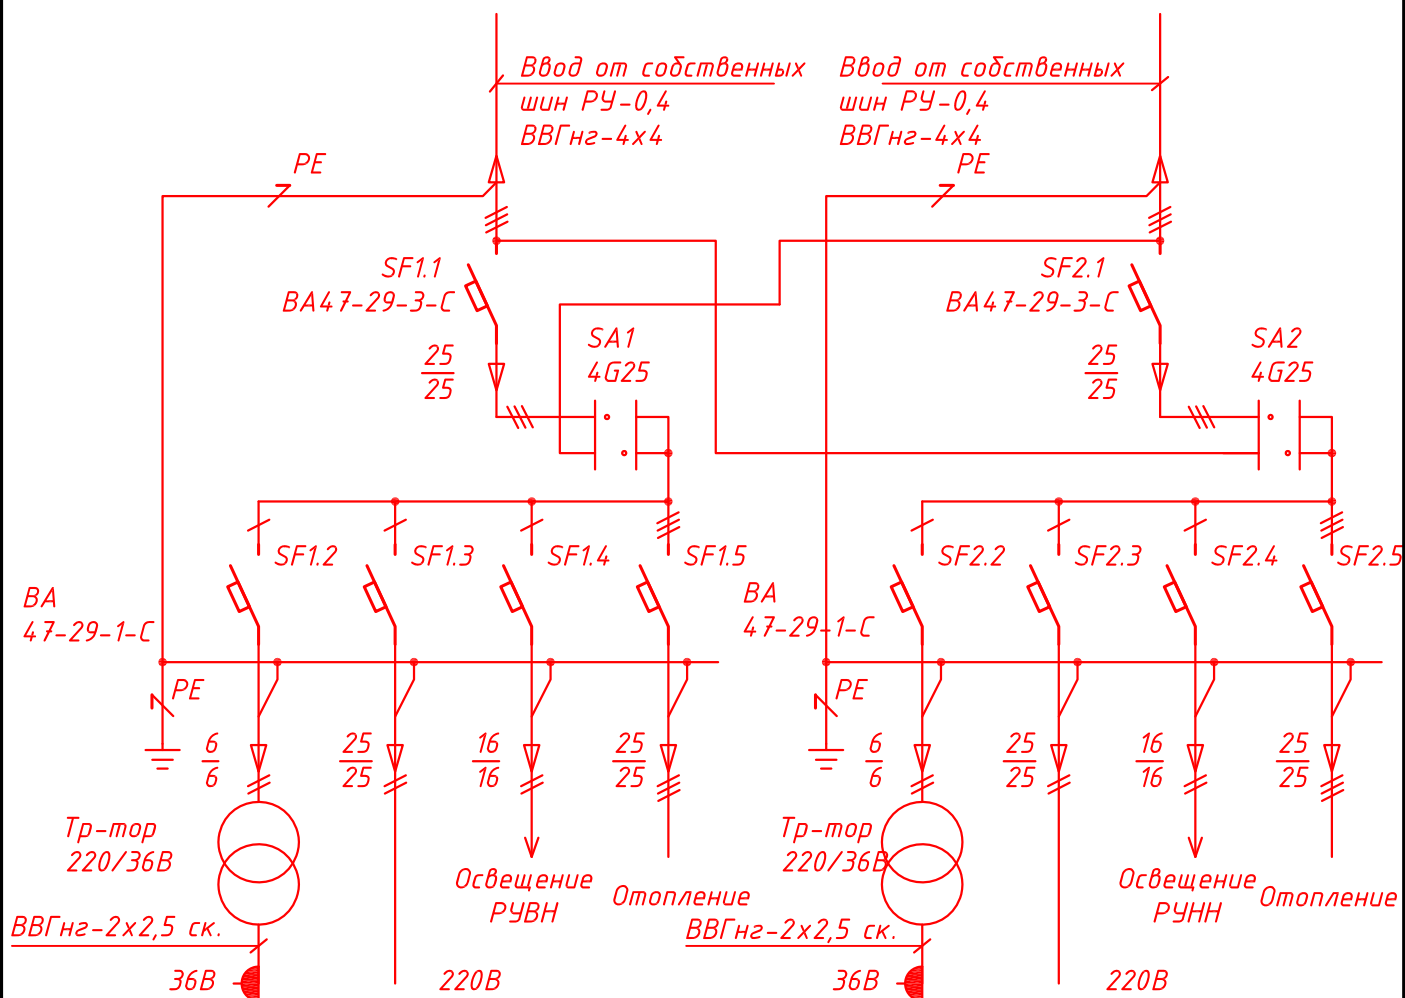 Ввод от собственных
шин РУ-0,4
ВВГнг-4х4
Ввод от собственных
шин РУ-0,4
ВВГнг-4х4
PE
PE
SF1.1
ВА47-29-3-С
SF2.1
ВА47-29-3-С
25
25
SA1
4G25
25
25
SA2
4G25
SF1.2
SF1.3
SF1.4
SF1.5
SF2.2
SF2.3
SF2.4
SF2.5
ВА
47-29-1-С
ВА
47-29-1-С
PE
PE
6
6
25
25
16
16
25
25
6
6
25
25
16
16
25
25
Тр-тор
220/36В
Тр-тор
220/36В
Освещение
РУВН
Отопление
Освещение
РУНН
Отопление
ВВГнг-2х2,5 ск.
ВВГнг-2х2,5 ск.
36В
220В
36В
220В